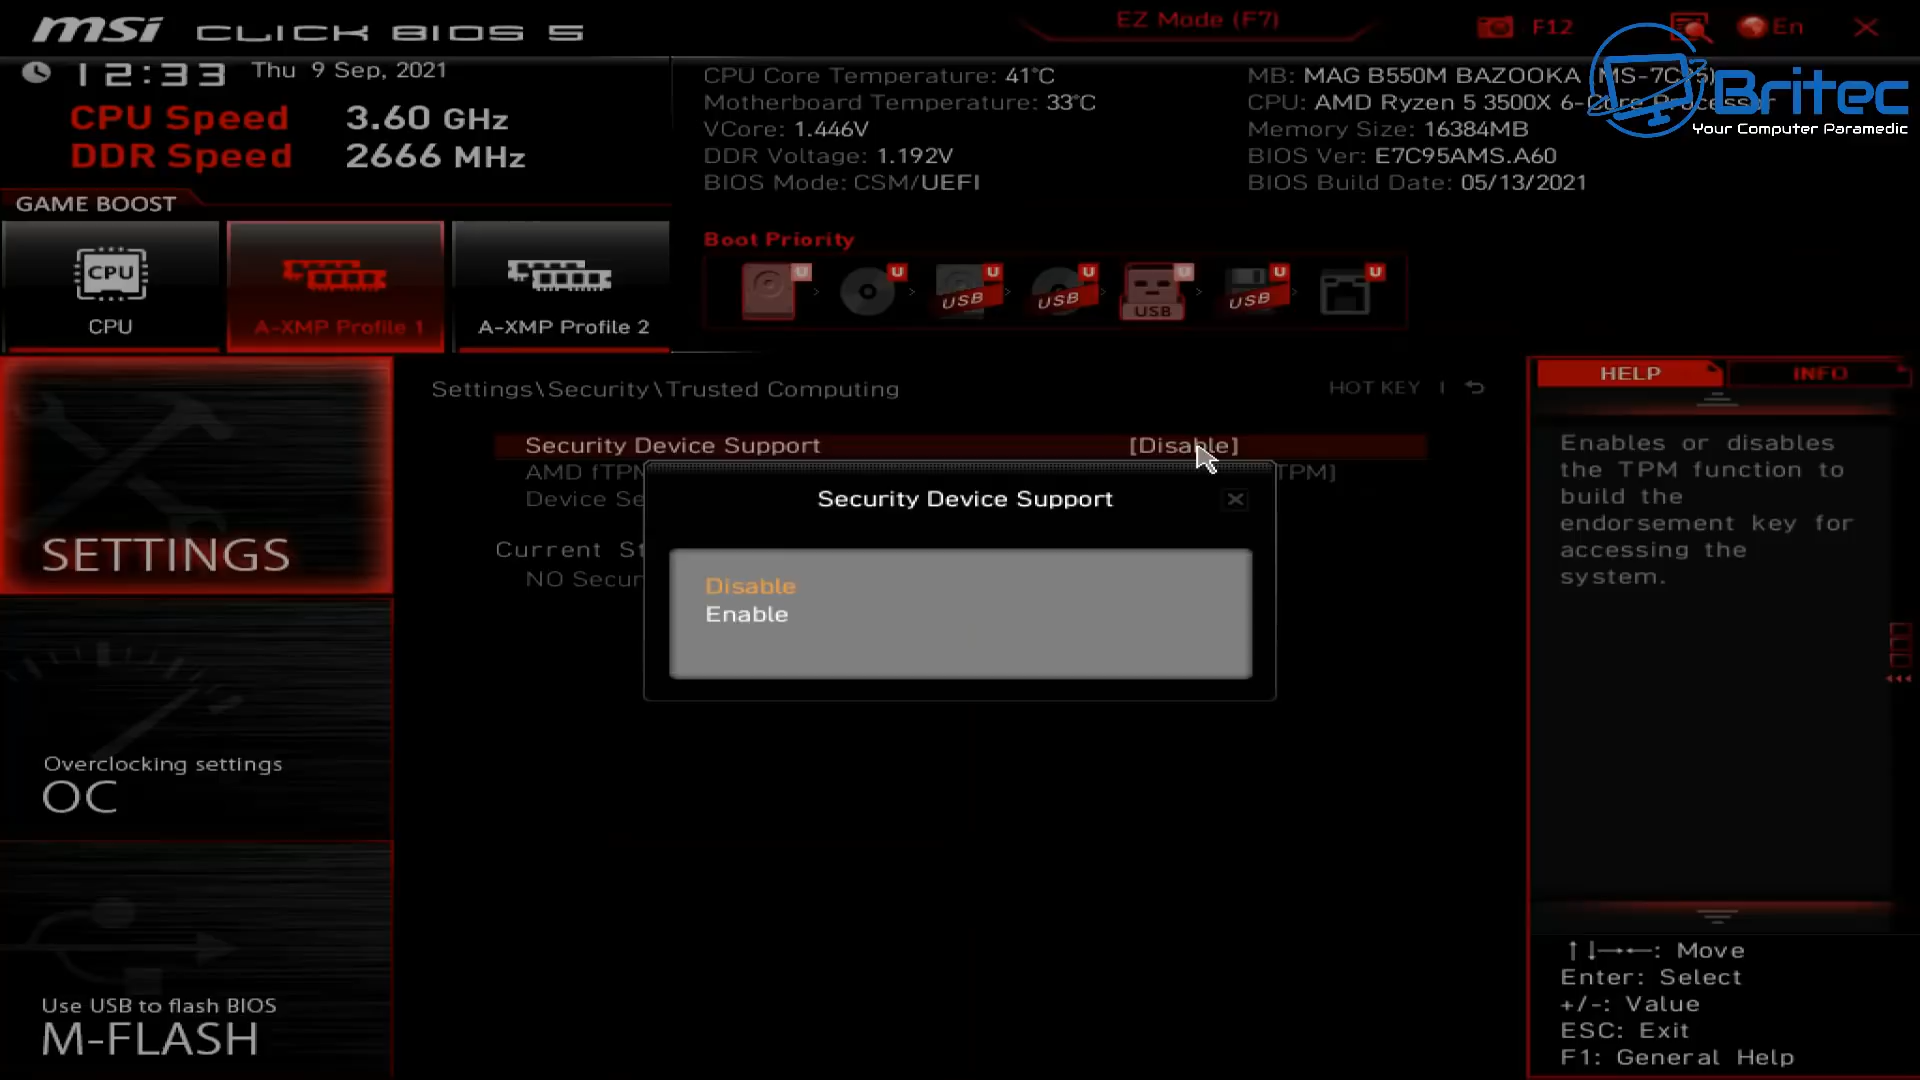 msi CLICK BIOS 5
EZ Mode (F7)
F12
En
12:33 Thu 9 Sep, 2021
CPU Speed 3.60 GHz
DDR Speed 2666 MHz
CPU Core Temperature: 41°C
Motherboard Temperature: 33°C
VCore: 1.446V
DDR Voltage: 1.192V
BIOS Mode: CSM/UEFI
MB: MAG B550M BAZOOKA (MS-7C95)
CPU: AMD Ryzen 5 3500X 6-Core Processor
Memory Size: 16384MB
BIOS Ver: E7C95AMS.A60
BIOS Build Date: 05/13/2021
Britec
Your Computer Paramedic
GAME BOOST
CPU
CPU
A-XMP Profile 1
A-XMP Profile 2
Boot Priority
U
U
U
USB
U
USB
U
USB
U
USB
U
SETTINGS
Overclocking settings
OC
Use USB to flash BIOS
M-FLASH
Settings\Security\Trusted Computing
HOT KEY
Security Device Support [Disable]
AMD fTPM TPM]
Device Se
Current St
NO Secur
Security Device Support
Disable
Enable
HELP
INFO
Enables or disables
the TPM function to
build the
endorsement key for
accessing the
system.
↑↓→←: Move
Enter: Select
+/-: Value
ESC: Exit
F1: General Help